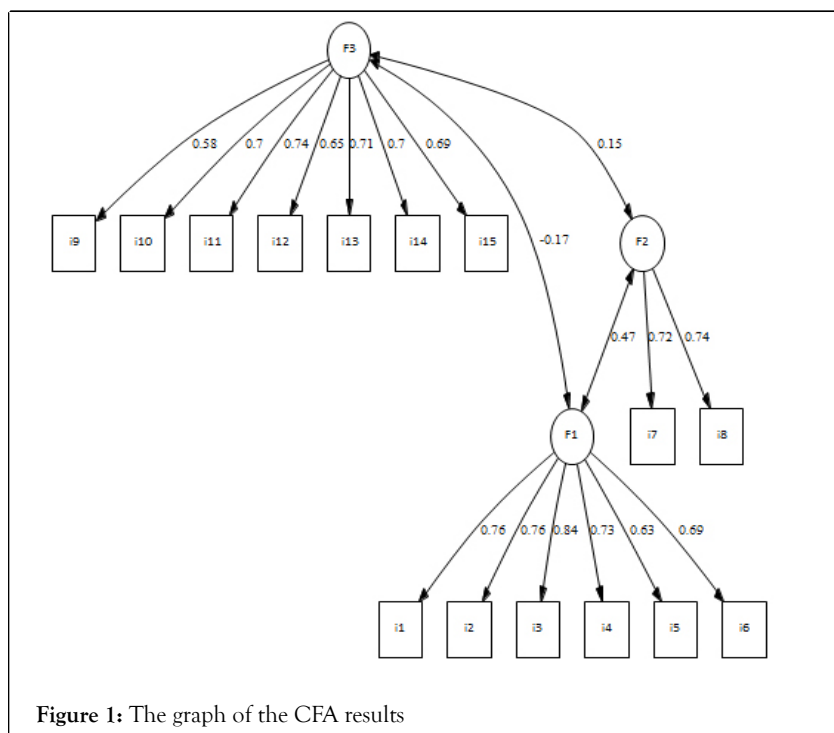 F3
0.58 0.7 0.74 0.65 0.71 0.7 0.69 0.15
i9 i10 i11 i12 i13 i14 i15 -0.17 F2
0.47 0.72 0.74
F1 i7 i8
0.76 0.76 0.84 0.73 0.63 0.69
i1 i2 i3 i4 i5 i6
Figure 1: The graph of the CFA results